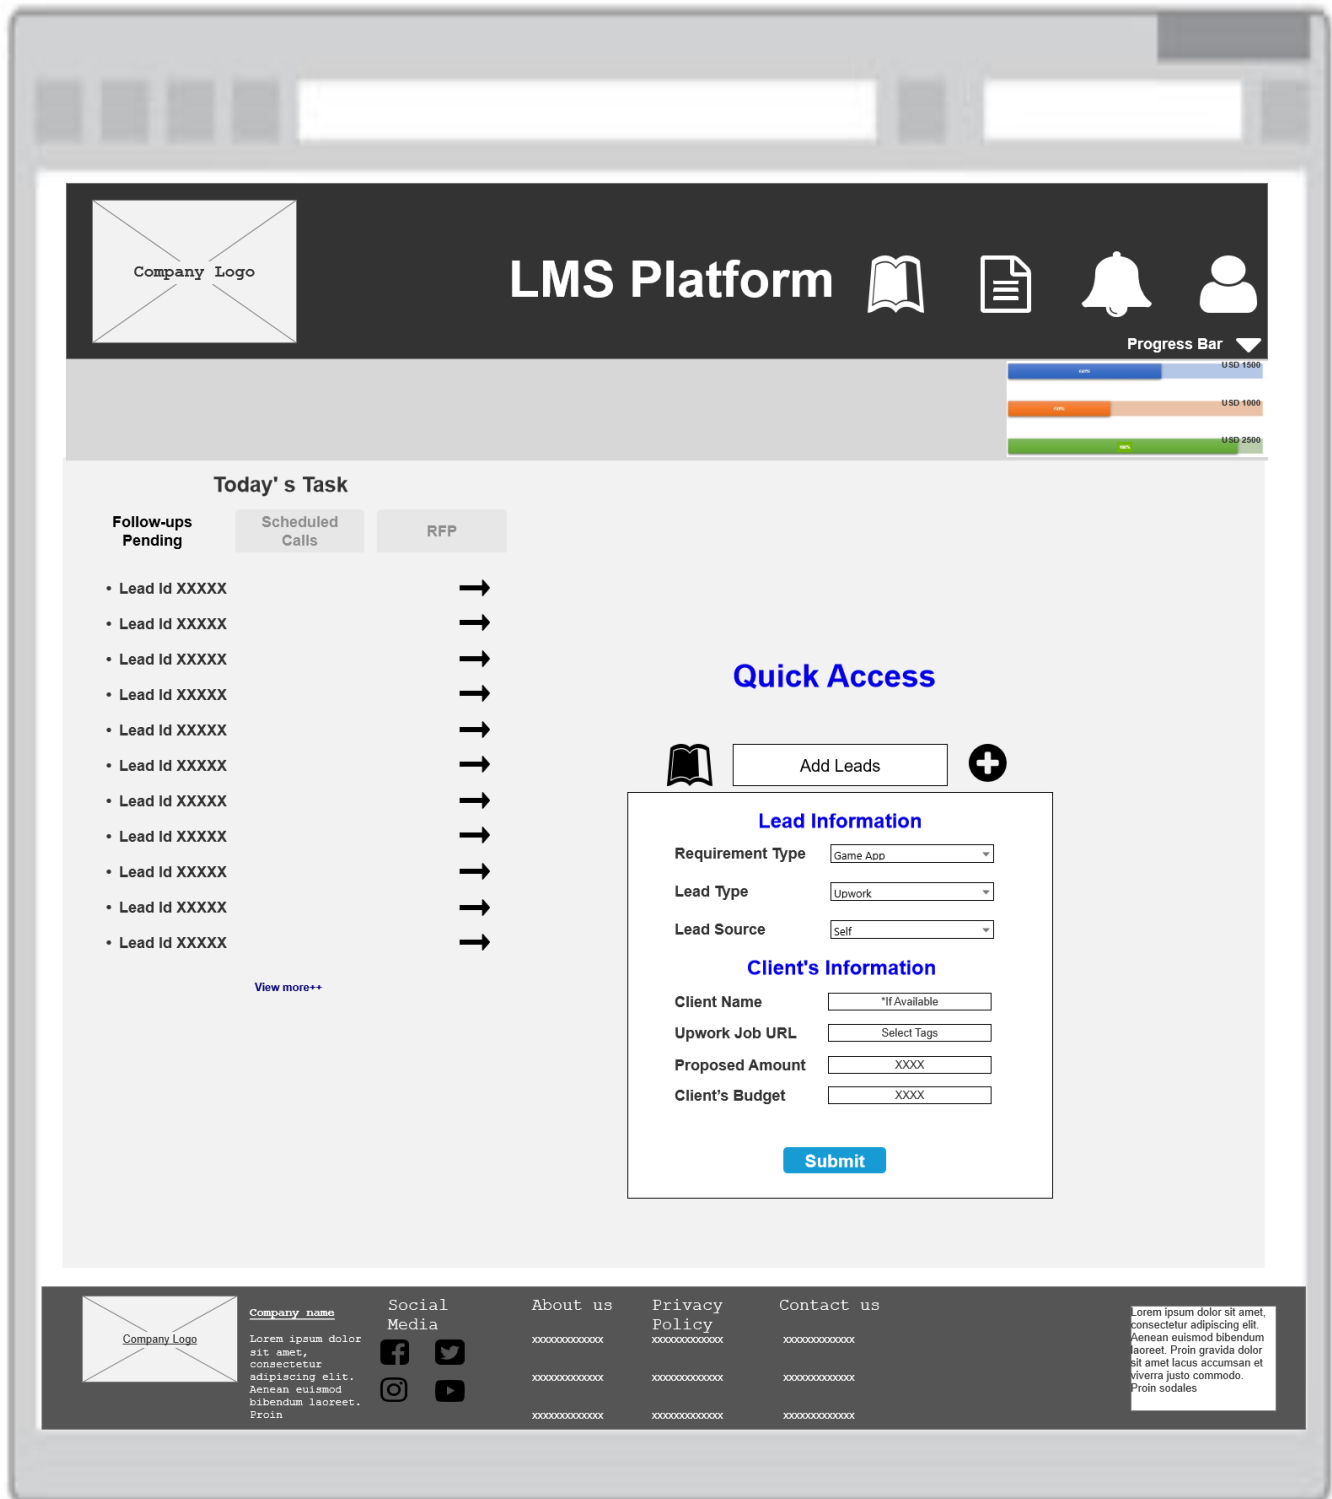 Company Logo
LMS Platform
Progress Bar
USD 1500
60%
USD 1000
USD 2500
90%
Today' s Task
Follow-ups
Pending
Scheduled
Calls
RFP
• Lead Id XXXXX
• Lead Id XXXXX
• Lead Id XXXXX
• Lead Id XXXXX
• Lead Id XXXXX
• Lead Id XXXXX
• Lead Id XXXXX
• Lead Id XXXXX
• Lead Id XXXXX
• Lead Id XXXXX
• Lead Id XXXXX
View more++
Quick Access
Add Leads
Lead Information
Requirement Type
Game App
Lead Type
Upwork
Lead Source
Self
Client's Information
Client Name
*If Available
Upwork Job URL
Select Tags
Proposed Amount
XXXX
Client’s Budget
XXXX
Submit
Company Logo
Company name
Lorem ipsum dolor
sit amet,
consectetur
adipiscing elit.
Aenean euismod
bibendum laoreet.
Proin
Social
Media
About us
xxxxxxxxxxxxx
xxxxxxxxxxxxx
xxxxxxxxxxxxx
Privacy
Policy
xxxxxxxxxxxxx
xxxxxxxxxxxxx
xxxxxxxxxxxxx
Contact us
xxxxxxxxxxxxx
xxxxxxxxxxxxx
xxxxxxxxxxxxx
Lorem ipsum dolor sit amet,
consectetur adipiscing elit.
Aenean euismod bibendum
laoreet. Proin gravida dolor
sit amet lacus accumsan et
viverra justo commodo.
Proin sodales